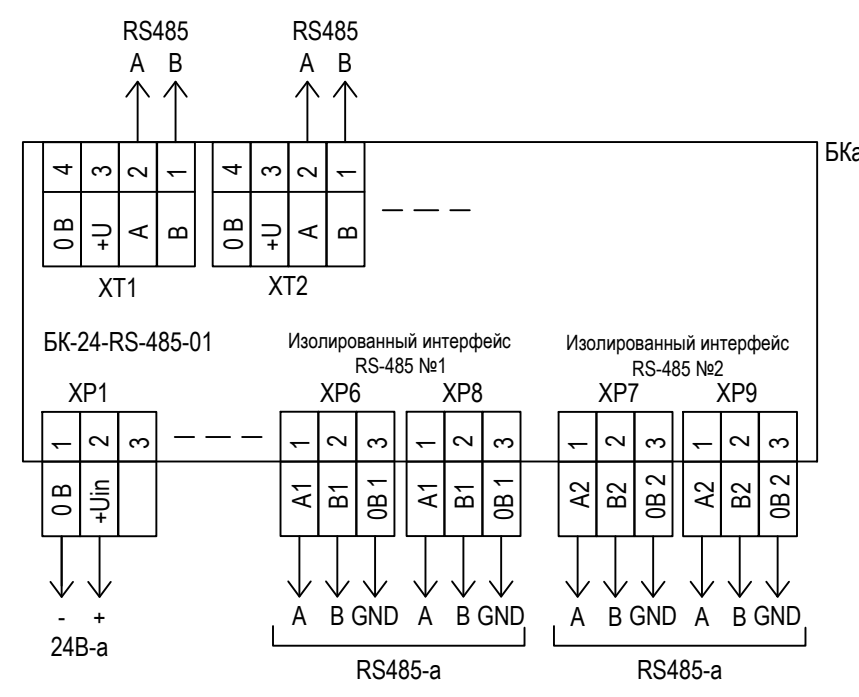 RS485 RS485
A B A B
БКа
4 3 2 1 4 3 2 1
0 В +U A B 0 В +U A B
XT1 XT2
БК-24-RS-485-01
Изолированный интерфейс
RS-485 №1
Изолированный интерфейс
RS-485 №2
XP1 XP6 XP8 XP7 XP9
1 2 3 1 2 3 1 2 3 1 2 3 1 2 3
0 В +Uin A1 B1 0В 1 A1 B1 0В 1 A2 B2 0В 2 A2 B2 0В 2
- + A B GND A B GND A B GND A B GND
24В-а
RS485-а RS485-а